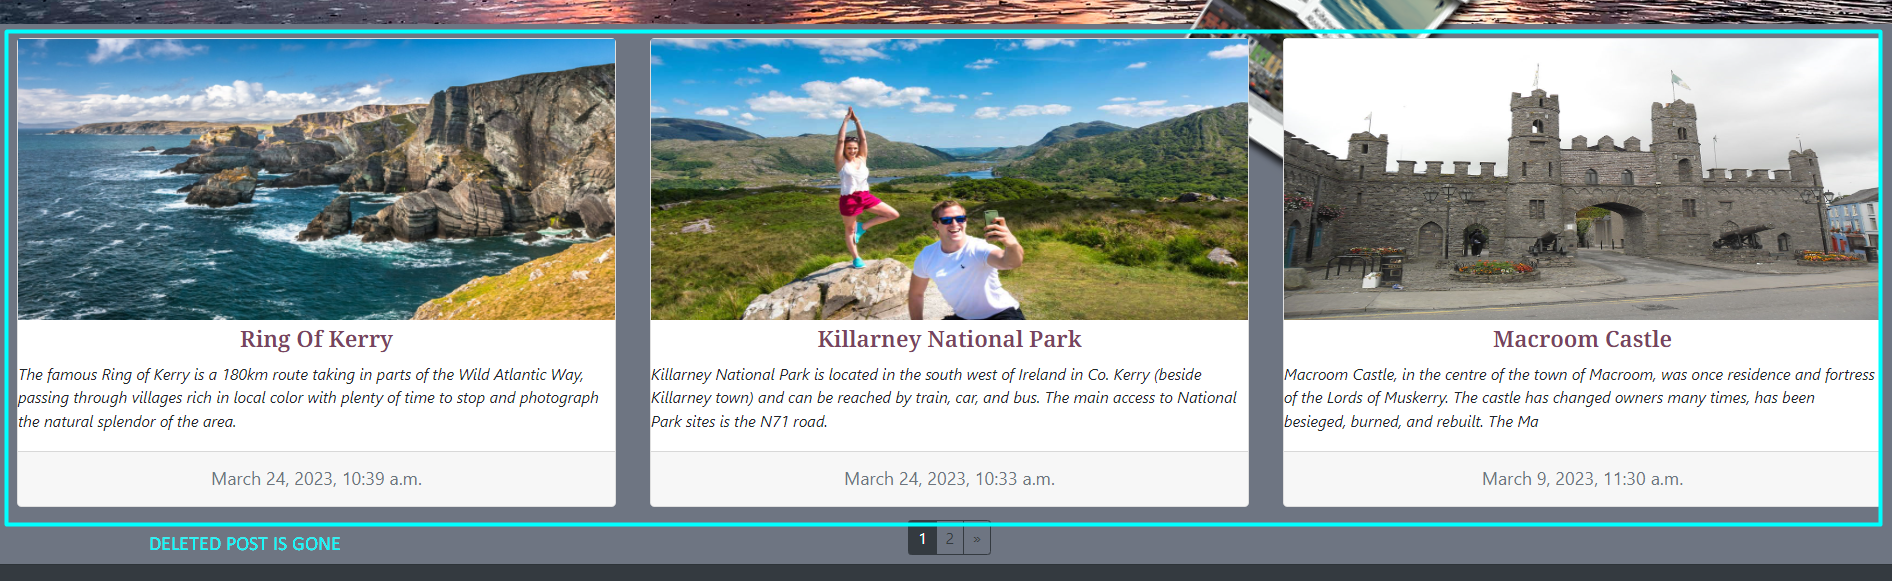 Ring Of Kerry
The famous Ring of Kerry is a 180km route taking in parts of the Wild Atlantic Way,
passing through villages rich in local color with plenty of time to stop and photograph
the natural splendor of the area.
March 24, 2023, 10:39 a.m.
Killarney National Park
Killarney National Park is located in the south west of Ireland in Co. Kerry (beside
Killarney town) and can be reached by train, car, and bus. The main access to National
Park sites is the N71 road.
March 24, 2023, 10:33 a.m.
Macroom Castle
Macroom Castle, in the centre of the town of Macroom, was once residence and fortress
of the Lords of Muskerry. The castle has changed owners many times, has been
besieged, burned, and rebuilt. The Ma
March 9, 2023, 11:30 a.m.
DELETED POST IS GONE
1 2 »